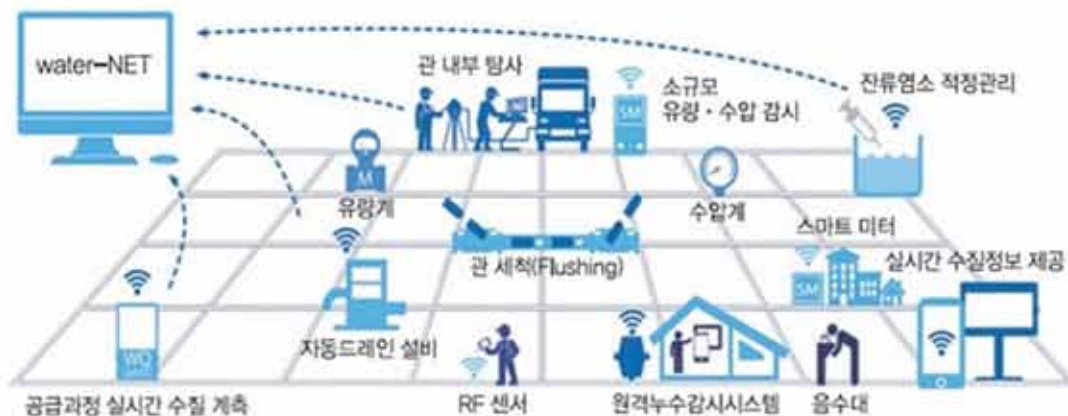 water-NET
관 내부 탐사
소규모
유량·수압 감시
SM
잔류염소 적정관리
M
유량계
수압계
관 세척(Flushing)
스마트 미터
SM
실시간 수질정보 제공
WQ
자동드레인 설비
공급과정 실시간 수질 계측
RF 센서
원격누수감시시스템
음수대